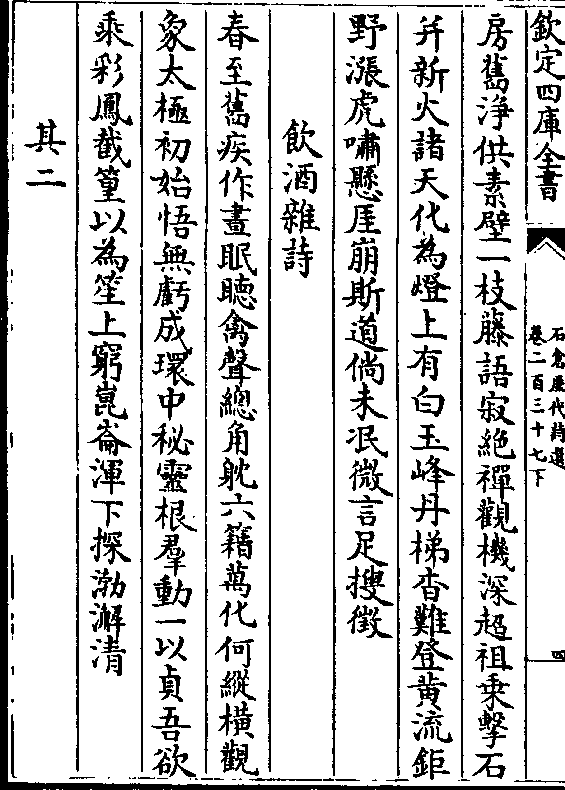 欽定四庫全書
石倉歷代詩選
卷二百三十七下
四
房舊淨供素壁一枝藤語寂絶禪觀機深超祖乗擊石
并新火諸天代為燈上有白玉峰丹梯杳難登黄流鉅
野漲虎嘯懸厓崩斯道倘未泯微言足搜徴
飲酒雜詩
春至舊疾作晝眠聽禽聲總角躭六籍萬化何縱横觀
象太極初始悟無虧成環中秘靈根羣動一以貞吾欲
乘彩鳳截篁以為笙上窮崑崙渾下探渤澥清
其二